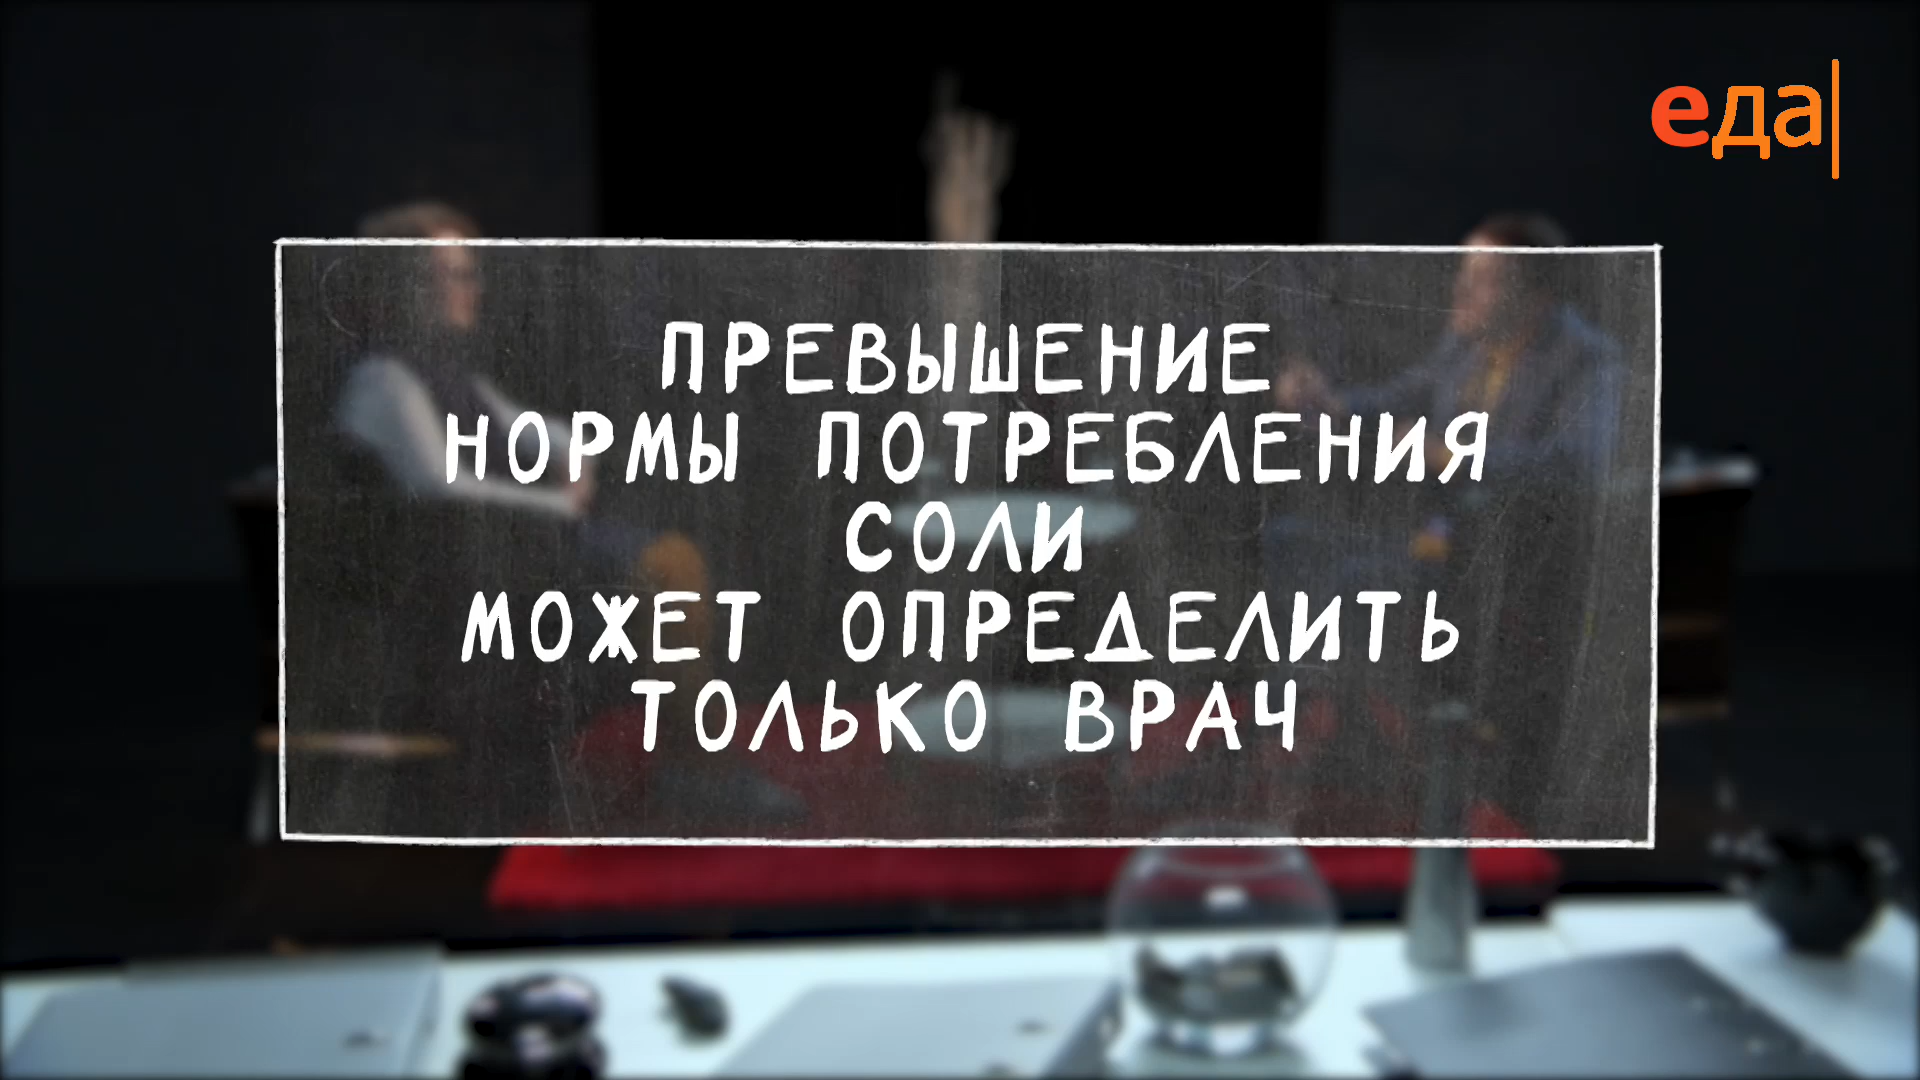 еда
ПРЕВЫШЕНИЕ
НОРМЫ ПОТРЕБЛЕНИЯ
СОЛИ
МОЖЕТ ОПРЕДЕЛИТЬ
ТОЛЬКО ВРАЧ